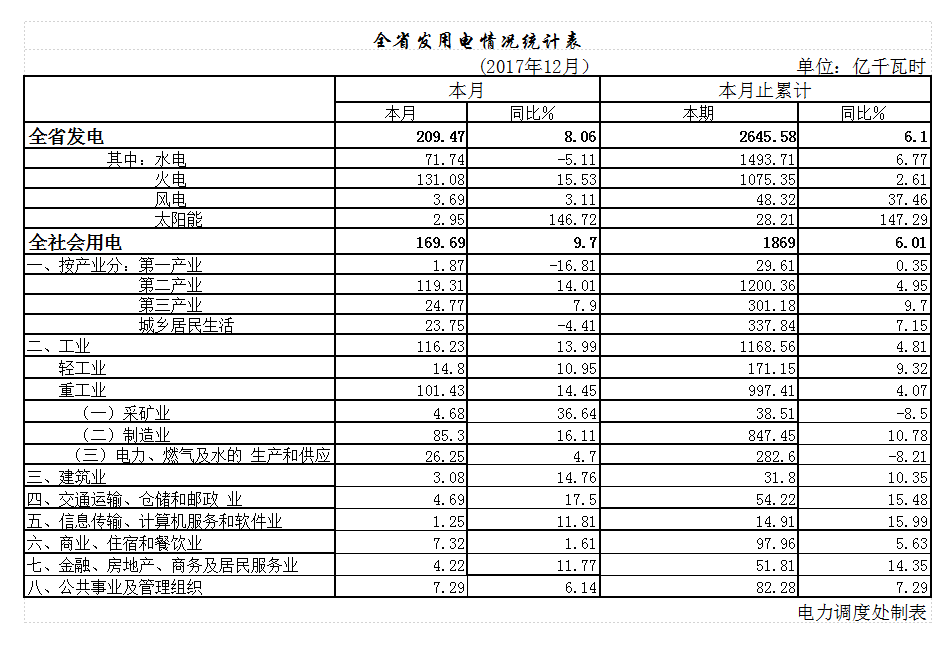 全省发用电情况统计表
(2017年12月) 单位：亿千瓦时
本月 本月止累计
本月 同比% 本期 同比%
全省发电 209.47 8.06 2645.58 6.1
其中：水电 71.74 -5.11 1493.71 6.77
火电 131.08 15.53 1075.35 2.61
风电 3.69 3.11 48.32 37.46
太阳能 2.95 146.72 28.21 147.29
全社会用电 169.69 9.7 1869 6.01
一、按产业分：第一产业 1.87 -16.81 29.61 0.35
第二产业 119.31 14.01 1200.36 4.95
第三产业 24.77 7.9 301.18 9.7
城乡居民生活 23.75 -4.41 337.84 7.15
二、工业 116.23 13.99 1168.56 4.81
轻工业 14.8 10.95 171.15 9.32
重工业 101.43 14.45 997.41 4.07
（一）采矿业 4.68 36.64 38.51 -8.5
（二）制造业 85.3 16.11 847.45 10.78
（三）电力、燃气及水的 生产和供应 26.25 4.7 282.6 -8.21
三、建筑业 3.08 14.76 31.8 10.35
四、交通运输、仓储和邮政 业 4.69 17.5 54.22 15.48
五、信息传输、计算机服务和软件业 1.25 11.81 14.91 15.99
六、商业、住宿和餐饮业 7.32 1.61 97.96 5.63
七、金融、房地产、商务及居民服务业 4.22 11.77 51.81 14.35
八、公共事业及管理组织 7.29 6.14 82.28 7.29
电力调度处制表